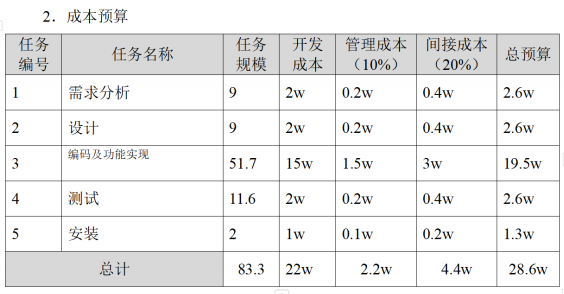 2．成本预算
任务编号 任务名称 任务规模 开发成本 管理成本（10%） 间接成本（20%） 总预算
1 需求分析 9 2w 0.2w 0.4w 2.6w
2 设计 9 2w 0.2w 0.4w 2.6w
3 编码及功能实现 51.7 15w 1.5w 3w 19.5w
4 测试 11.6 2w 0.2w 0.4w 2.6w
5 安装 2 1w 0.1w 0.2w 1.3w
总计 83.3 22w 2.2w 4.4w 28.6w